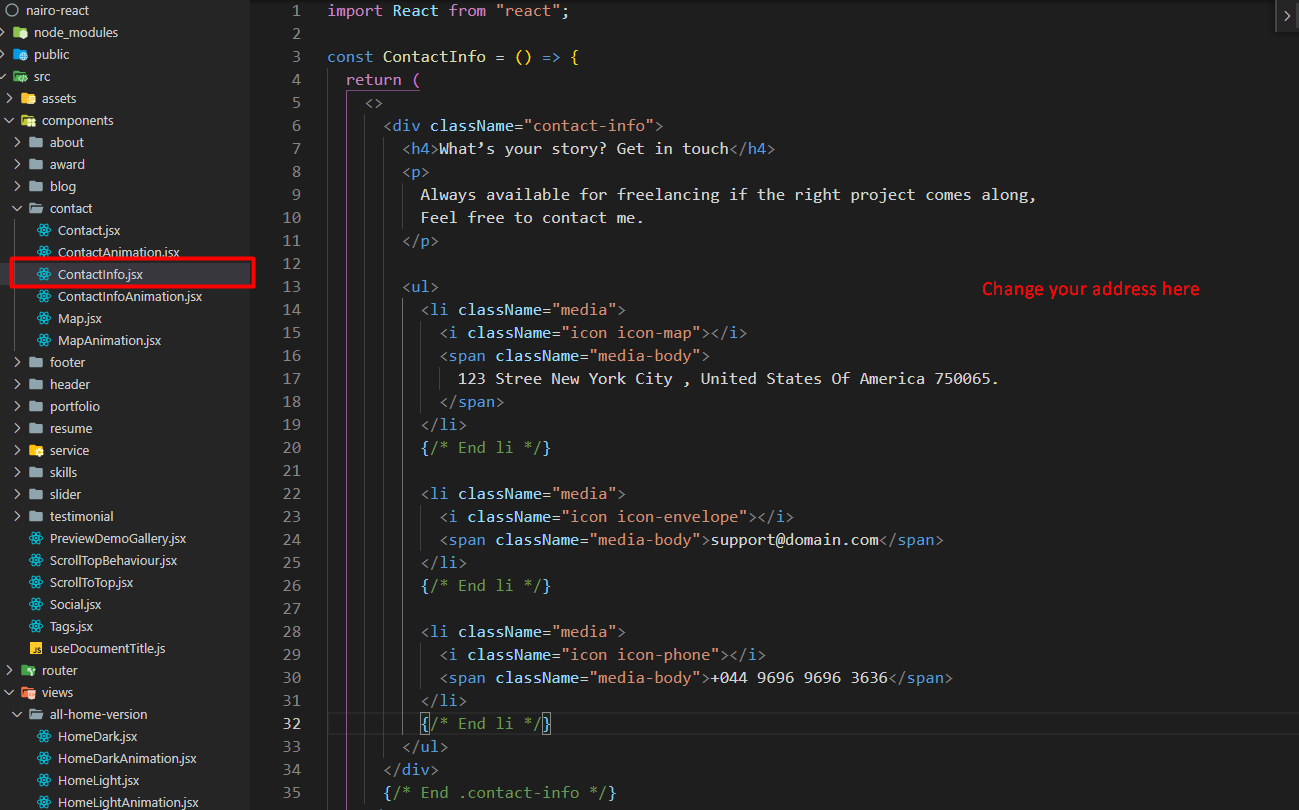 nairo-react
node_modules
public
src
assets
components
about
award
blog
contact
Contact.jsx
ContactAnimation.jsx
ContactInfo.jsx
ContactInfoAnimation.jsx
Map.jsx
MapAnimation.jsx
footer
header
portfolio
resume
service
skills
slider
testimonial
PreviewDemoGallery.jsx
ScrollTopBehaviour.jsx
ScrollToTop.jsx
Social.jsx
Tags.jsx
JS useDocumentTitle.js
router
views
all-home-version
HomeDark.jsx
HomeDarkAnimation.jsx
HomeLight.jsx
HomeLightAnimation.jsx
1 import React from "react";
2
3 const ContactInfo = () => {
4 return (
5 <>
6 <div className="contact-info">
7 <h4>What’s your story? Get in touch</h4>
8 <p>
9 Always available for freelancing if the right project comes along,
10 Feel free to contact me.
11 </p>
12
13 <ul>
Change your address here
14 <li className="media">
15 <i className="icon icon-map"></i>
16 <span className="media-body">
17 123 Stree New York City , United States Of America 750065.
18 </span>
19 </li>
20 {/* End li */}
21
22 <li className="media">
23 <i className="icon icon-envelope"></i>
24 <span className="media-body">support@domain.com</span>
25 </li>
26 {/* End li */}
27
28 <li className="media">
29 <i className="icon icon-phone"></i>
30 <span className="media-body">+044 9696 9696 3636</span>
31 </li>
32 {/* End li */}
33 </ul>
34 </div>
35 {/* End .contact-info */}